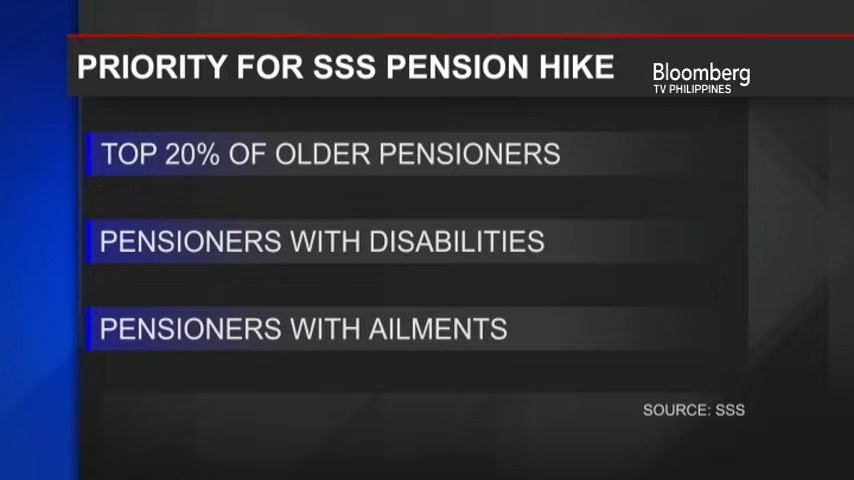 PRIORITY FOR SSS PENSION HIKE
Bloomberg
TV PHILIPPINES
TOP 20% OF OLDER PENSIONERS
PENSIONERS WITH DISABILITIES
PENSIONERS WITH AILMENTS
SOURCE: SSS